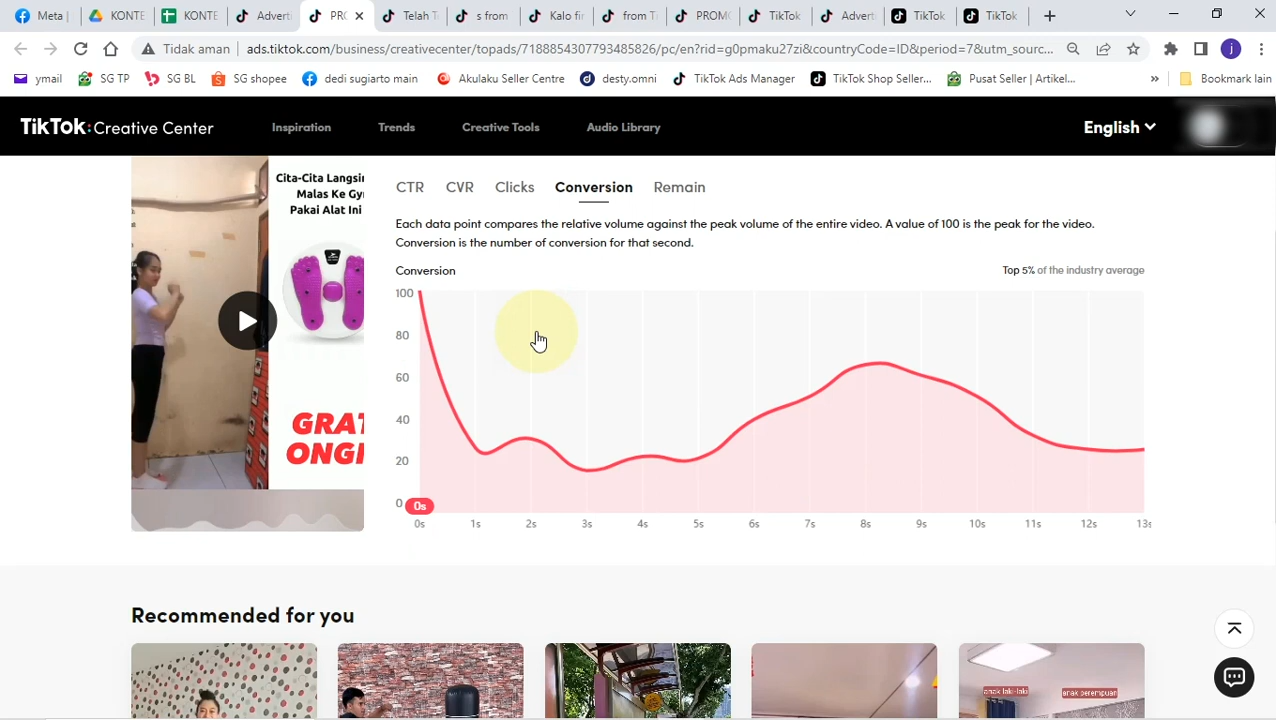 Meta
KONTE
KONTE
Adverti
PRO
Telah T
s from
Kalo fir
from Ti
PROMO
TikTok
Adverti
TikTok
TikTok
Tidak aman
ads.tiktok.com/business/creativecenter/topads/7188854307793485826/pc/en?rid=g0pmaku27zi&countryCode=ID&period=7&utm_sourc...
j
ymail
SG TP
SG BL
SG shopee
dedi sugiarto main
Akulaku Seller Centre
desty.omni
TikTok Ads Manager
TikTok Shop Seller...
Pusat Seller | Artikel...
»
Bookmark lain
TikTok: Creative Center
Inspiration
Trends
Creative Tools
Audio Library
English
Cita-Cita Langsin
Malas Ke Gy
Pakai Alat Ini
GRAT
ONGI
CTR
CVR
Clicks
Conversion
Remain
Each data point compares the relative volume against the peak volume of the entire video. A value of 100 is the peak for the video.
Conversion is the number of conversion for that second.
Conversion
Top 5% of the industry average
100
80
60
40
20
0
0s
0s
1s
2s
3s
4s
5s
6s
7s
8s
9s
10s
11s
12s
13s
Recommended for you
anak laki-laki
anak perempuan